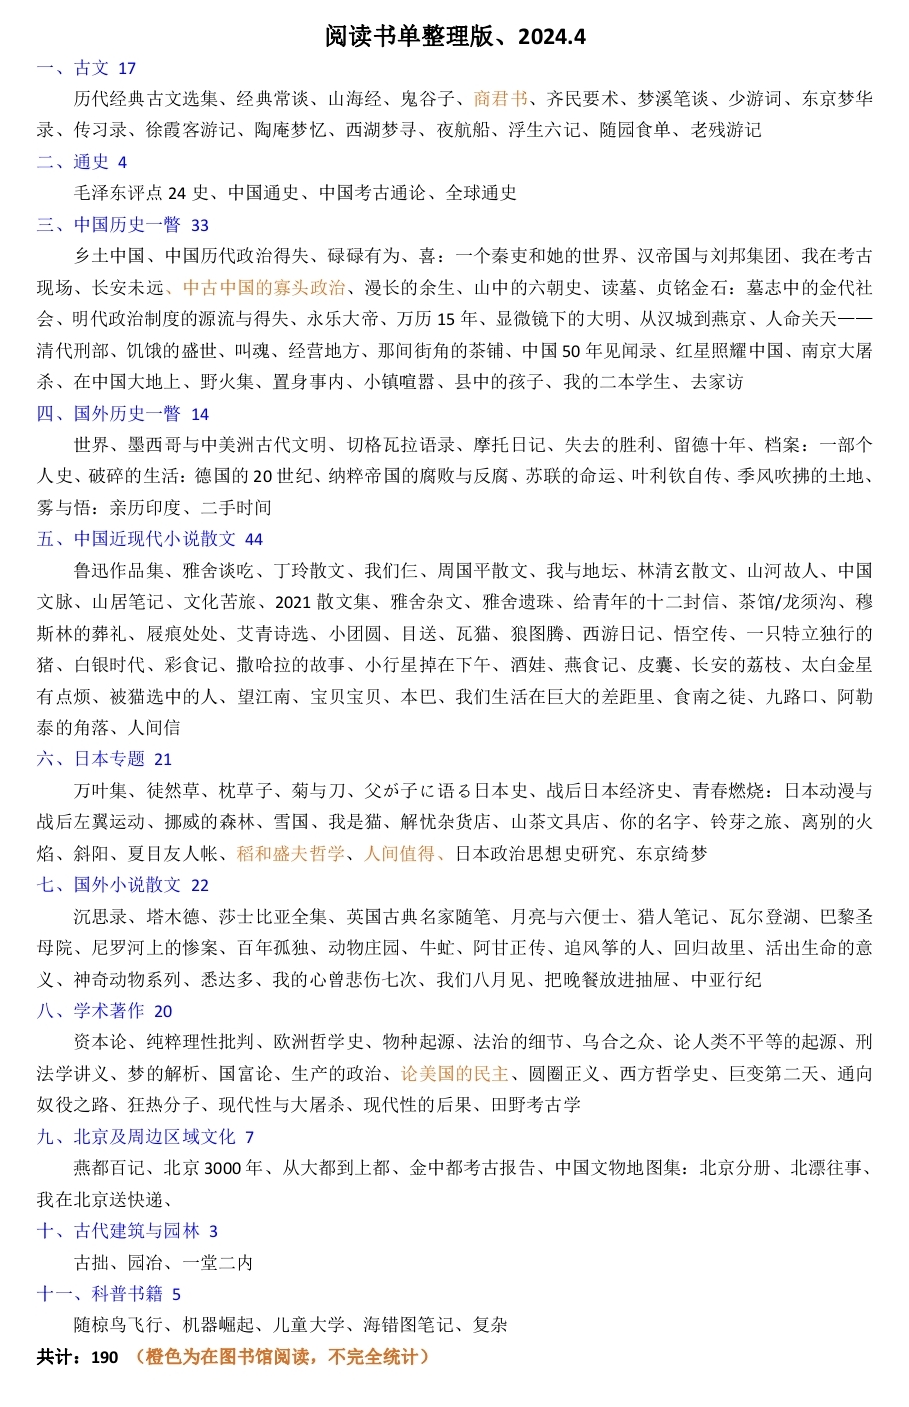 阅读书单整理版、2024.4
一、古文 17
历代经典古文选集、经典常谈、山海经、鬼谷子、商君书、齐民要术、梦溪笔谈、少游词、东京梦华
录、传习录、徐霞客游记、陶庵梦忆、西湖梦寻、夜航船、浮生六记、随园食单、老残游记
二、通史 4
毛泽东评点 24 史、中国通史、中国考古通论、全球通史
三、中国历史一瞥 33
乡土中国、中国历代政治得失、碌碌有为、喜：一个秦吏和她的世界、汉帝国与刘邦集团、我在考古
现场、长安未远、中古中国的寡头政治、漫长的余生、山中的六朝史、读墓、贞铭金石：墓志中的金代社
会、明代政治制度的源流与得失、永乐大帝、万历 15 年、显微镜下的大明、从汉城到燕京、人命关天——
清代刑部、饥饿的盛世、叫魂、经营地方、那间街角的茶铺、中国 50 年见闻录、红星照耀中国、南京大屠
杀、在中国大地上、野火集、置身事内、小镇喧嚣、县中的孩子、我的二本学生、去家访
四、国外历史一瞥 14
世界、墨西哥与中美洲古代文明、切格瓦拉语录、摩托日记、失去的胜利、留德十年、档案：一部个
人史、破碎的生活：德国的 20 世纪、纳粹帝国的腐败与反腐、苏联的命运、叶利钦自传、季风吹拂的土地、
雾与悟：亲历印度、二手时间
五、中国近现代小说散文 44
鲁迅作品集、雅舍谈吃、丁玲散文、我们仨、周国平散文、我与地坛、林清玄散文、山河故人、中国
文脉、山居笔记、文化苦旅、2021 散文集、雅舍杂文、雅舍遗珠、给青年的十二封信、茶馆/龙须沟、穆
斯林的葬礼、屐痕处处、艾青诗选、小团圆、目送、瓦猫、狼图腾、西游日记、悟空传、一只特立独行的
猪、白银时代、彩食记、撒哈拉的故事、小行星掉在下午、酒娃、燕食记、皮囊、长安的荔枝、太白金星
有点烦、被猫选中的人、望江南、宝贝宝贝、本巴、我们生活在巨大的差距里、食南之徒、九路口、阿勒
泰的角落、人间信
六、日本专题 21
万叶集、徒然草、枕草子、菊与刀、父が子に语る日本史、战后日本经济史、青春燃烧：日本动漫与
战后左翼运动、挪威的森林、雪国、我是猫、解忧杂货店、山茶文具店、你的名字、铃芽之旅、离别的火
焰、斜阳、夏目友人帐、稻和盛夫哲学、人间值得、日本政治思想史研究、东京绮梦
七、国外小说散文 22
沉思录、塔木德、莎士比亚全集、英国古典名家随笔、月亮与六便士、猎人笔记、瓦尔登湖、巴黎圣
母院、尼罗河上的惨案、百年孤独、动物庄园、牛虻、阿甘正传、追风筝的人、回归故里、活出生命的意
义、神奇动物系列、悉达多、我的心曾悲伤七次、我们八月见、把晚餐放进抽屉、中亚行纪
八、学术著作 20
资本论、纯粹理性批判、欧洲哲学史、物种起源、法治的细节、乌合之众、论人类不平等的起源、刑
法学讲义、梦的解析、国富论、生产的政治、论美国的民主、圆圈正义、西方哲学史、巨变第二天、通向
奴役之路、狂热分子、现代性与大屠杀、现代性的后果、田野考古学
九、北京及周边区域文化 7
燕都百记、北京 3000 年、从大都到上都、金中都考古报告、中国文物地图集：北京分册、北漂往事、
我在北京送快递、
十、古代建筑与园林 3
古拙、园冶、一堂二内
十一、科普书籍 5
随椋鸟飞行、机器崛起、儿童大学、海错图笔记、复杂
共计：190 （橙色为在图书馆阅读，不完全统计）